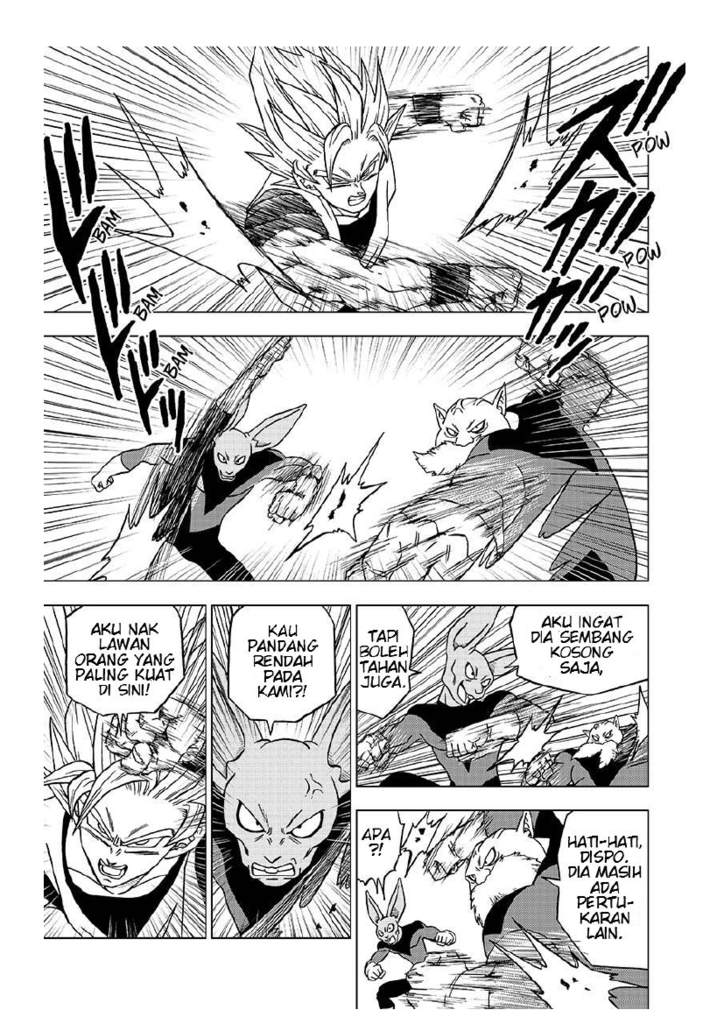 ズガガッ
POW
POW
POW
ドドドド
BAM
BAM
BAM
AKU INGAT
DIA SEMBANG
KOSONG
SAJA,
TAPI
BOLEH
TAHAN
JUGA.
HATI-HATI,
DISPO.
DIA MASIH
ADA
PERTU-
KARAN
LAIN.
APA
?!
KAU
PANDANG
RENDAH
PADA
KAMI?!
AKU NAK
LAWAN
ORANG YANG
PALING KUAT
DI SINI!